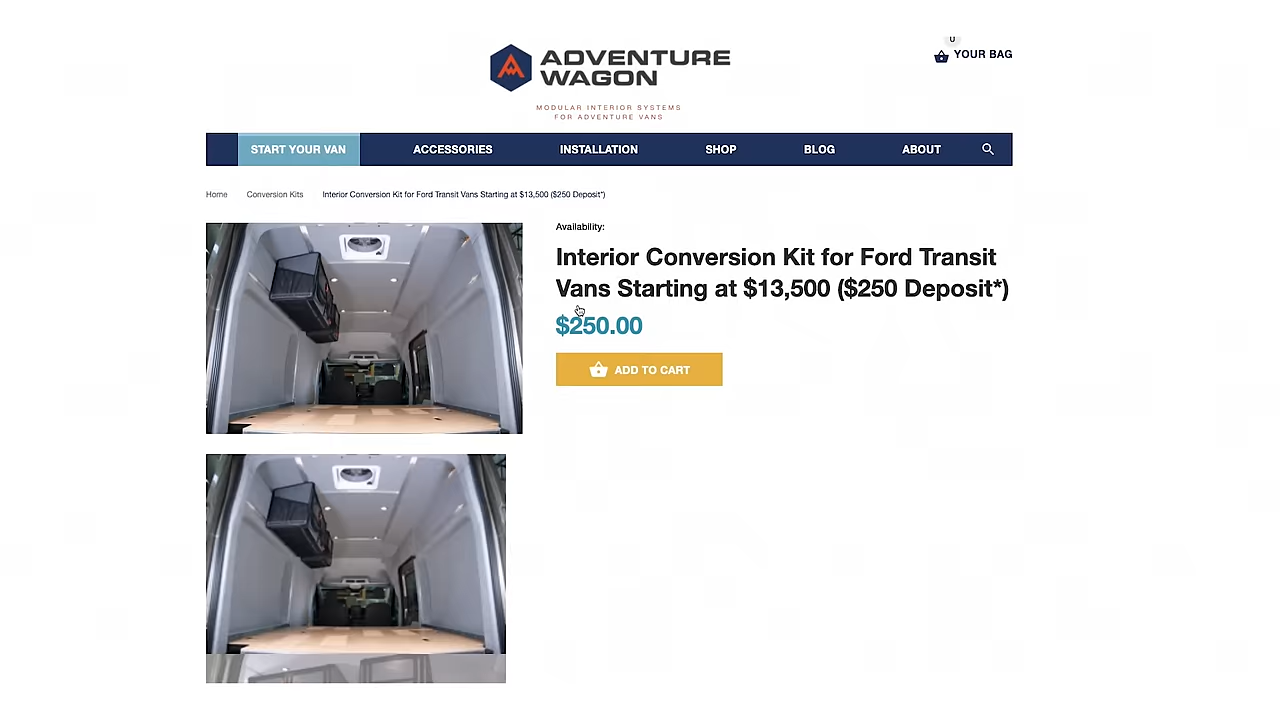 ADVENTURE
WAGON
MODULAR INTERIOR SYSTEMS
FOR ADVENTURE VANS
YOUR BAG
START YOUR VAN
ACCESSORIES
INSTALLATION
SHOP
BLOG
ABOUT
Home
Conversion Kits
Interior Conversion Kit for Ford Transit Vans Starting at $13,500 ($250 Deposit*)
Availability:
Interior Conversion Kit for Ford Transit
Vans Starting at $13,500 ($250 Deposit*)
$250.00
ADD TO CART